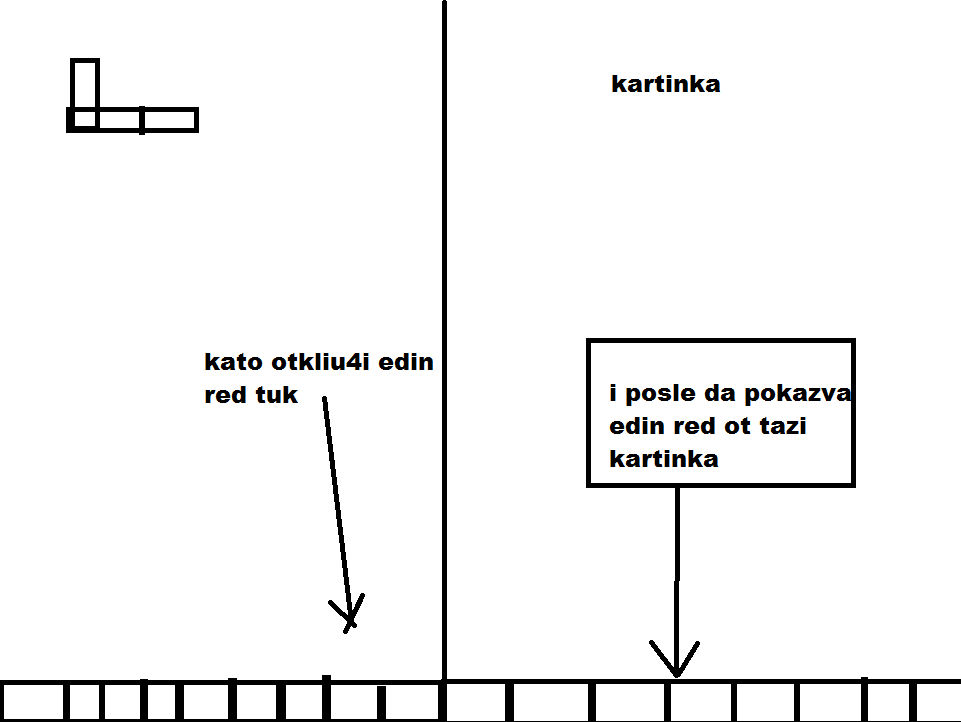 kartinka
kato otkliu4i edin
red tuk
i posle da pokazva
edin red ot tazi
kartinka